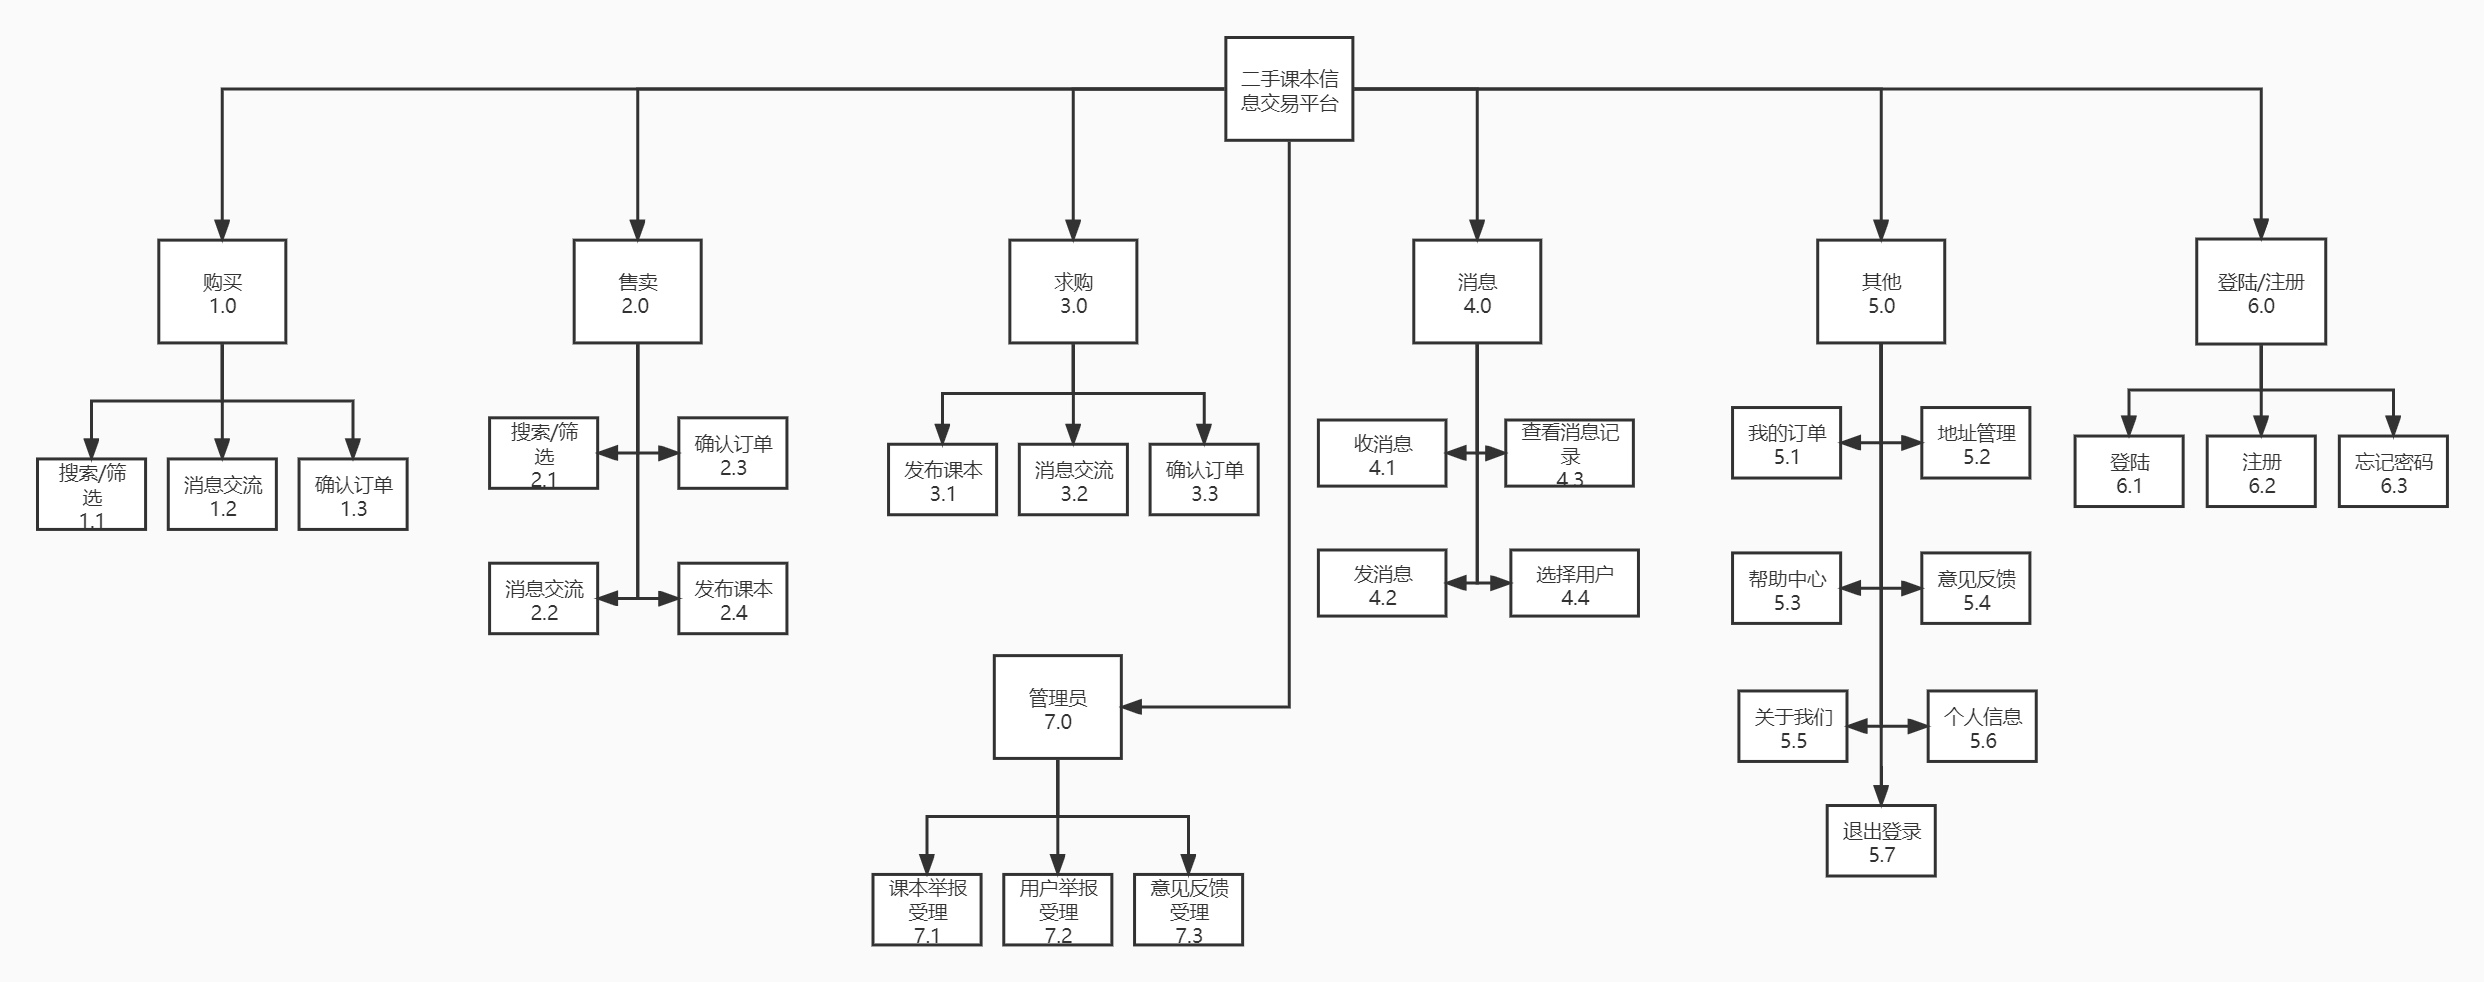 二手课本信
息交易平台
购买
1.0
售卖
2.0
求购
3.0
消息
4.0
其他
5.0
登陆/注册
6.0
搜索/筛
选
1.1
消息交流
1.2
确认订单
1.3
搜索/筛
选
2.1
确认订单
2.3
消息交流
2.2
发布课本
2.4
发布课本
3.1
消息交流
3.2
确认订单
3.3
收消息
4.1
查看消息记
录
4.3
发消息
4.2
选择用户
4.4
我的订单
5.1
地址管理
5.2
帮助中心
5.3
意见反馈
5.4
关于我们
5.5
个人信息
5.6
退出登录
5.7
登陆
6.1
注册
6.2
忘记密码
6.3
管理员
7.0
课本举报
受理
7.1
用户举报
受理
7.2
意见反馈
受理
7.3